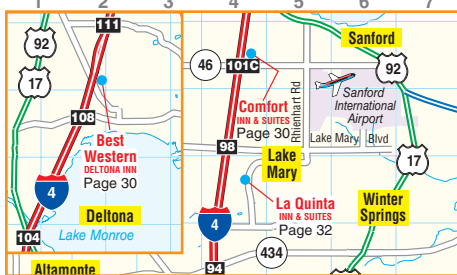 1 2 3 4 5 6 7
111
92
17
108
Best
Western
DELTONA INN
Page 30
4
Deltona
Lake Monroe
104
Altamonte
46
101C
Sanford
92
Comfort
INN & SUITES
Page 30
Rhinehart Rd
Sanford
International
Airport
Lake Mary Blvd
98
Lake
Mary
17
La Quinta
INN & SUITES
Page 32
Winter
Springs
4
434
94